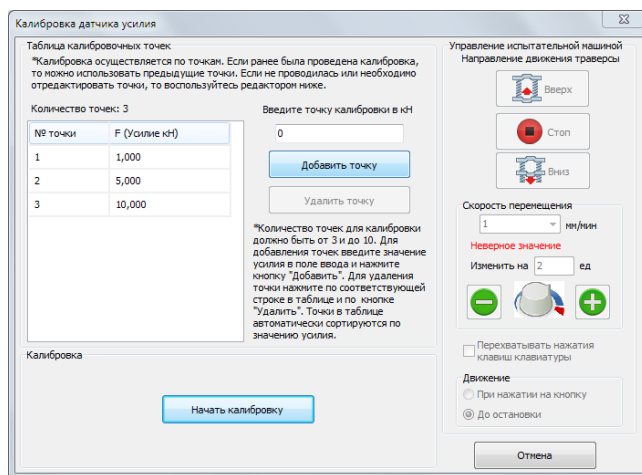 Калибровка датчика усилия
Таблица калибровочных точек
*Калибровка осуществляется по точкам. Если ранее была проведена калибровка,
то можно использовать предыдущие точки. Если не проводилась или необходимо
отредактировать точки, то воспользуйтесь редактором ниже.
Количество точек: 3
№ точки F (Усилие кН)
1 1,000
2 5,000
3 10,000
Введите точку калибровки в кН
0
Добавить точку
Удалить точку
*Количество точек для калибровки
должно быть от 3 и до 10. Для
добавления точек введите значение
усилия в поле ввода и нажмите
кнопку "Добавить". Для удаления
точки нажмите по соответствующей
строке в таблице и по кнопке
"Удалить". Точки в таблице
автоматически сортируются по
значению усилия.
Калибровка
Начать калибровку
Управление испытательной машиной
Направление движения траверсы
Вверх
Стоп
Вниз
Скорость перемещения
1 мм/мин
Неверное значение
Изменить на 2 ед
Перехватывать нажатия
клавиш клавиатуры
Движение
При нажатии на кнопку
До остановки
Отмена